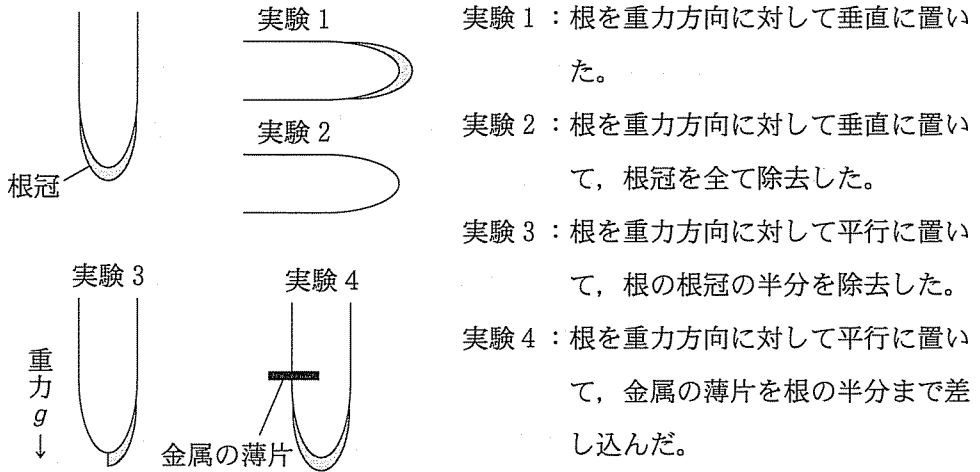 根冠
実験 1
実験 2
実験 3
実験 4
重力 g ↓
金属の薄片
実験 1：根を重力方向に対して垂直に置い
た。
実験 2：根を重力方向に対して垂直に置い
て，根冠を全て除去した。
実験 3：根を重力方向に対して平行に置い
て，根の根冠の半分を除去した。
実験 4：根を重力方向に対して平行に置い
て，金属の薄片を根の半分まで差
し込んだ。